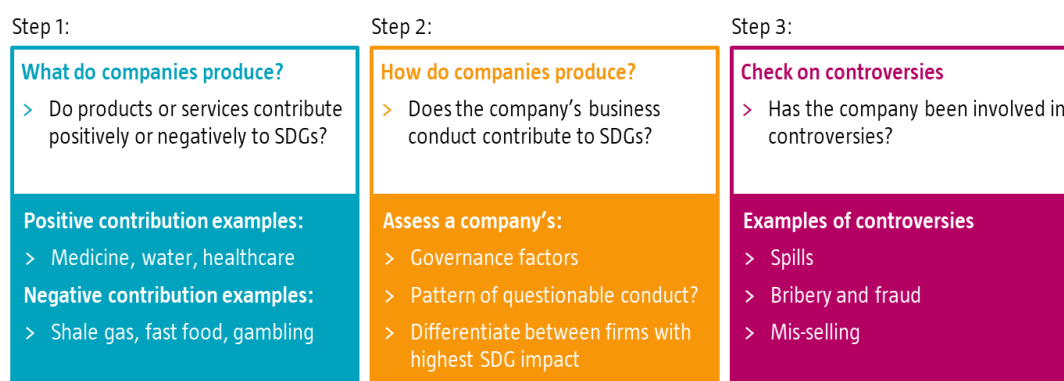 Step 1:
What do companies produce?
> Do products or services contribute
positively or negatively to SDGs?
Positive contribution examples:
> Medicine, water, healthcare
Negative contribution examples:
> Shale gas, fast food, gambling
Step 2:
How do companies produce?
> Does the company’s business
conduct contribute to SDGs?
Assess a company’s:
> Governance factors
> Pattern of questionable conduct?
> Differentiate between firms with
highest SDG impact
Step 3:
Check on controversies
> Has the company been involved in
controversies?
Examples of controversies
> Spills
> Bribery and fraud
> Mis-selling